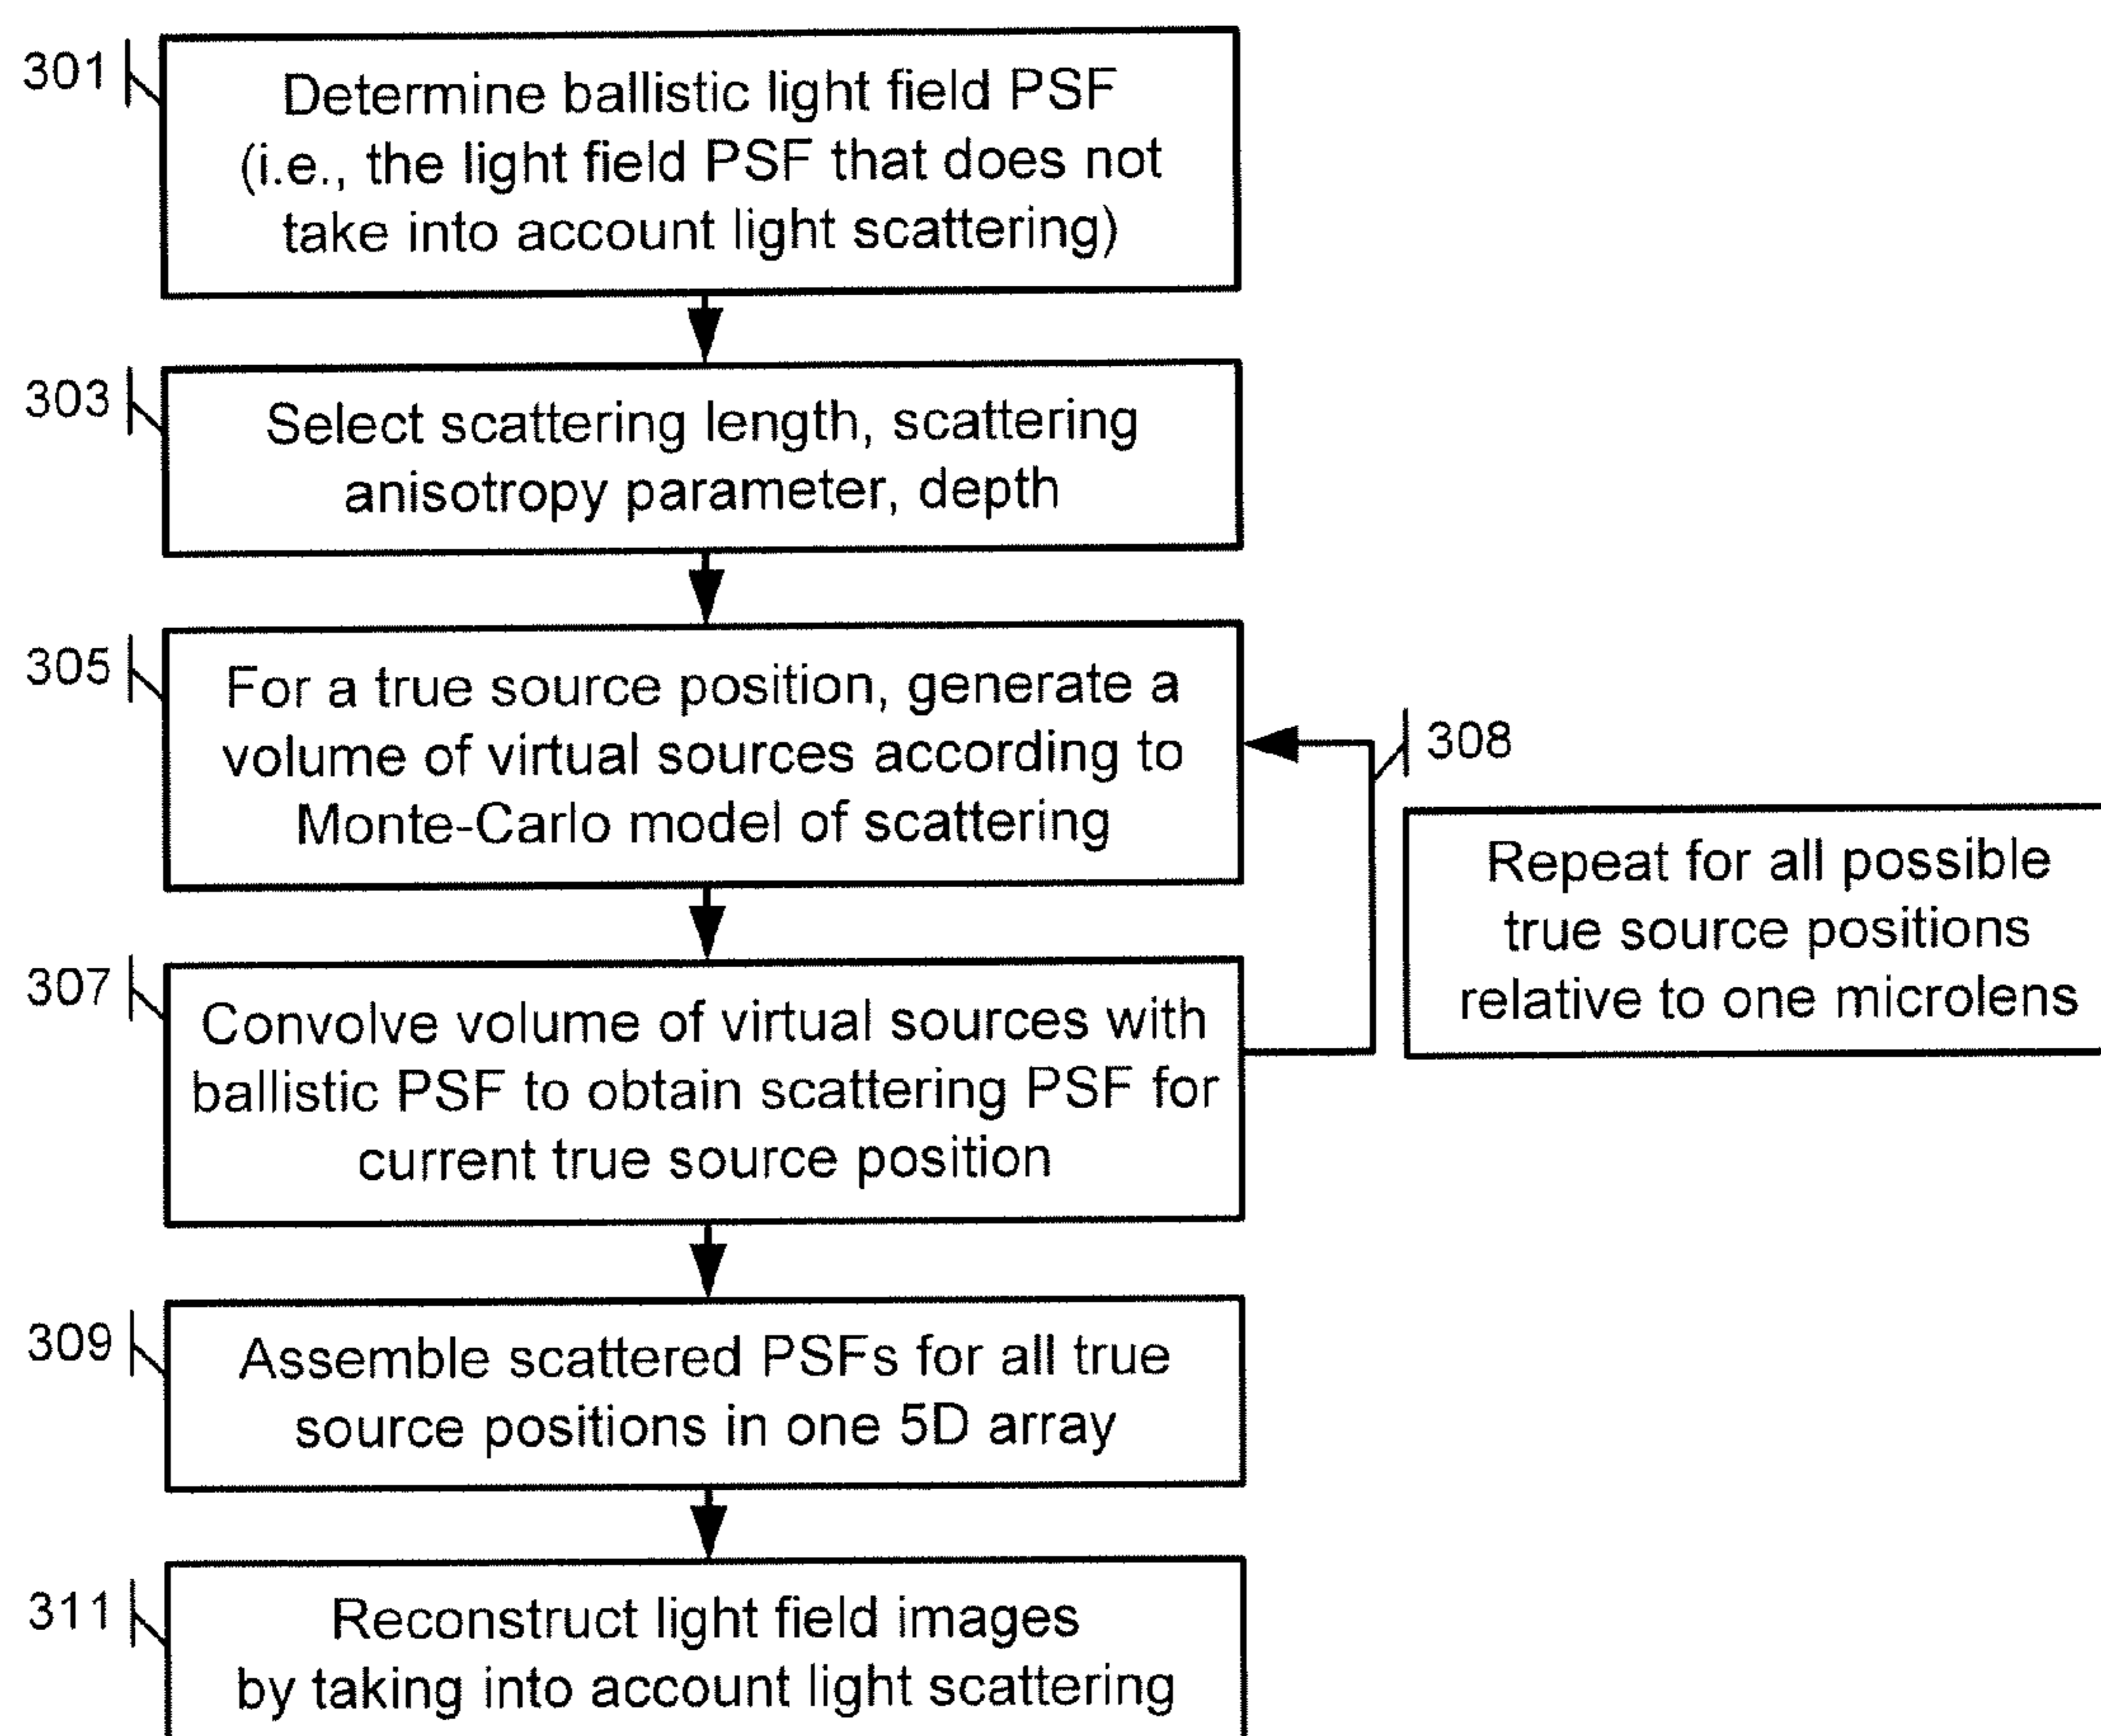 301
Determine ballistic light field PSF
(i.e., the light field PSF that does not
take into account light scattering)
303
Select scattering length, scattering
anisotropy parameter, depth
305
For a true source position, generate a
volume of virtual sources according to
Monte-Carlo model of scattering
308
Repeat for all possible
true source positions
relative to one microlens
307
Convolve volume of virtual sources with
ballistic PSF to obtain scattering PSF for
current true source position
309
Assemble scattered PSFs for all true
source positions in one 5D array
311
Reconstruct light field images
by taking into account light scattering